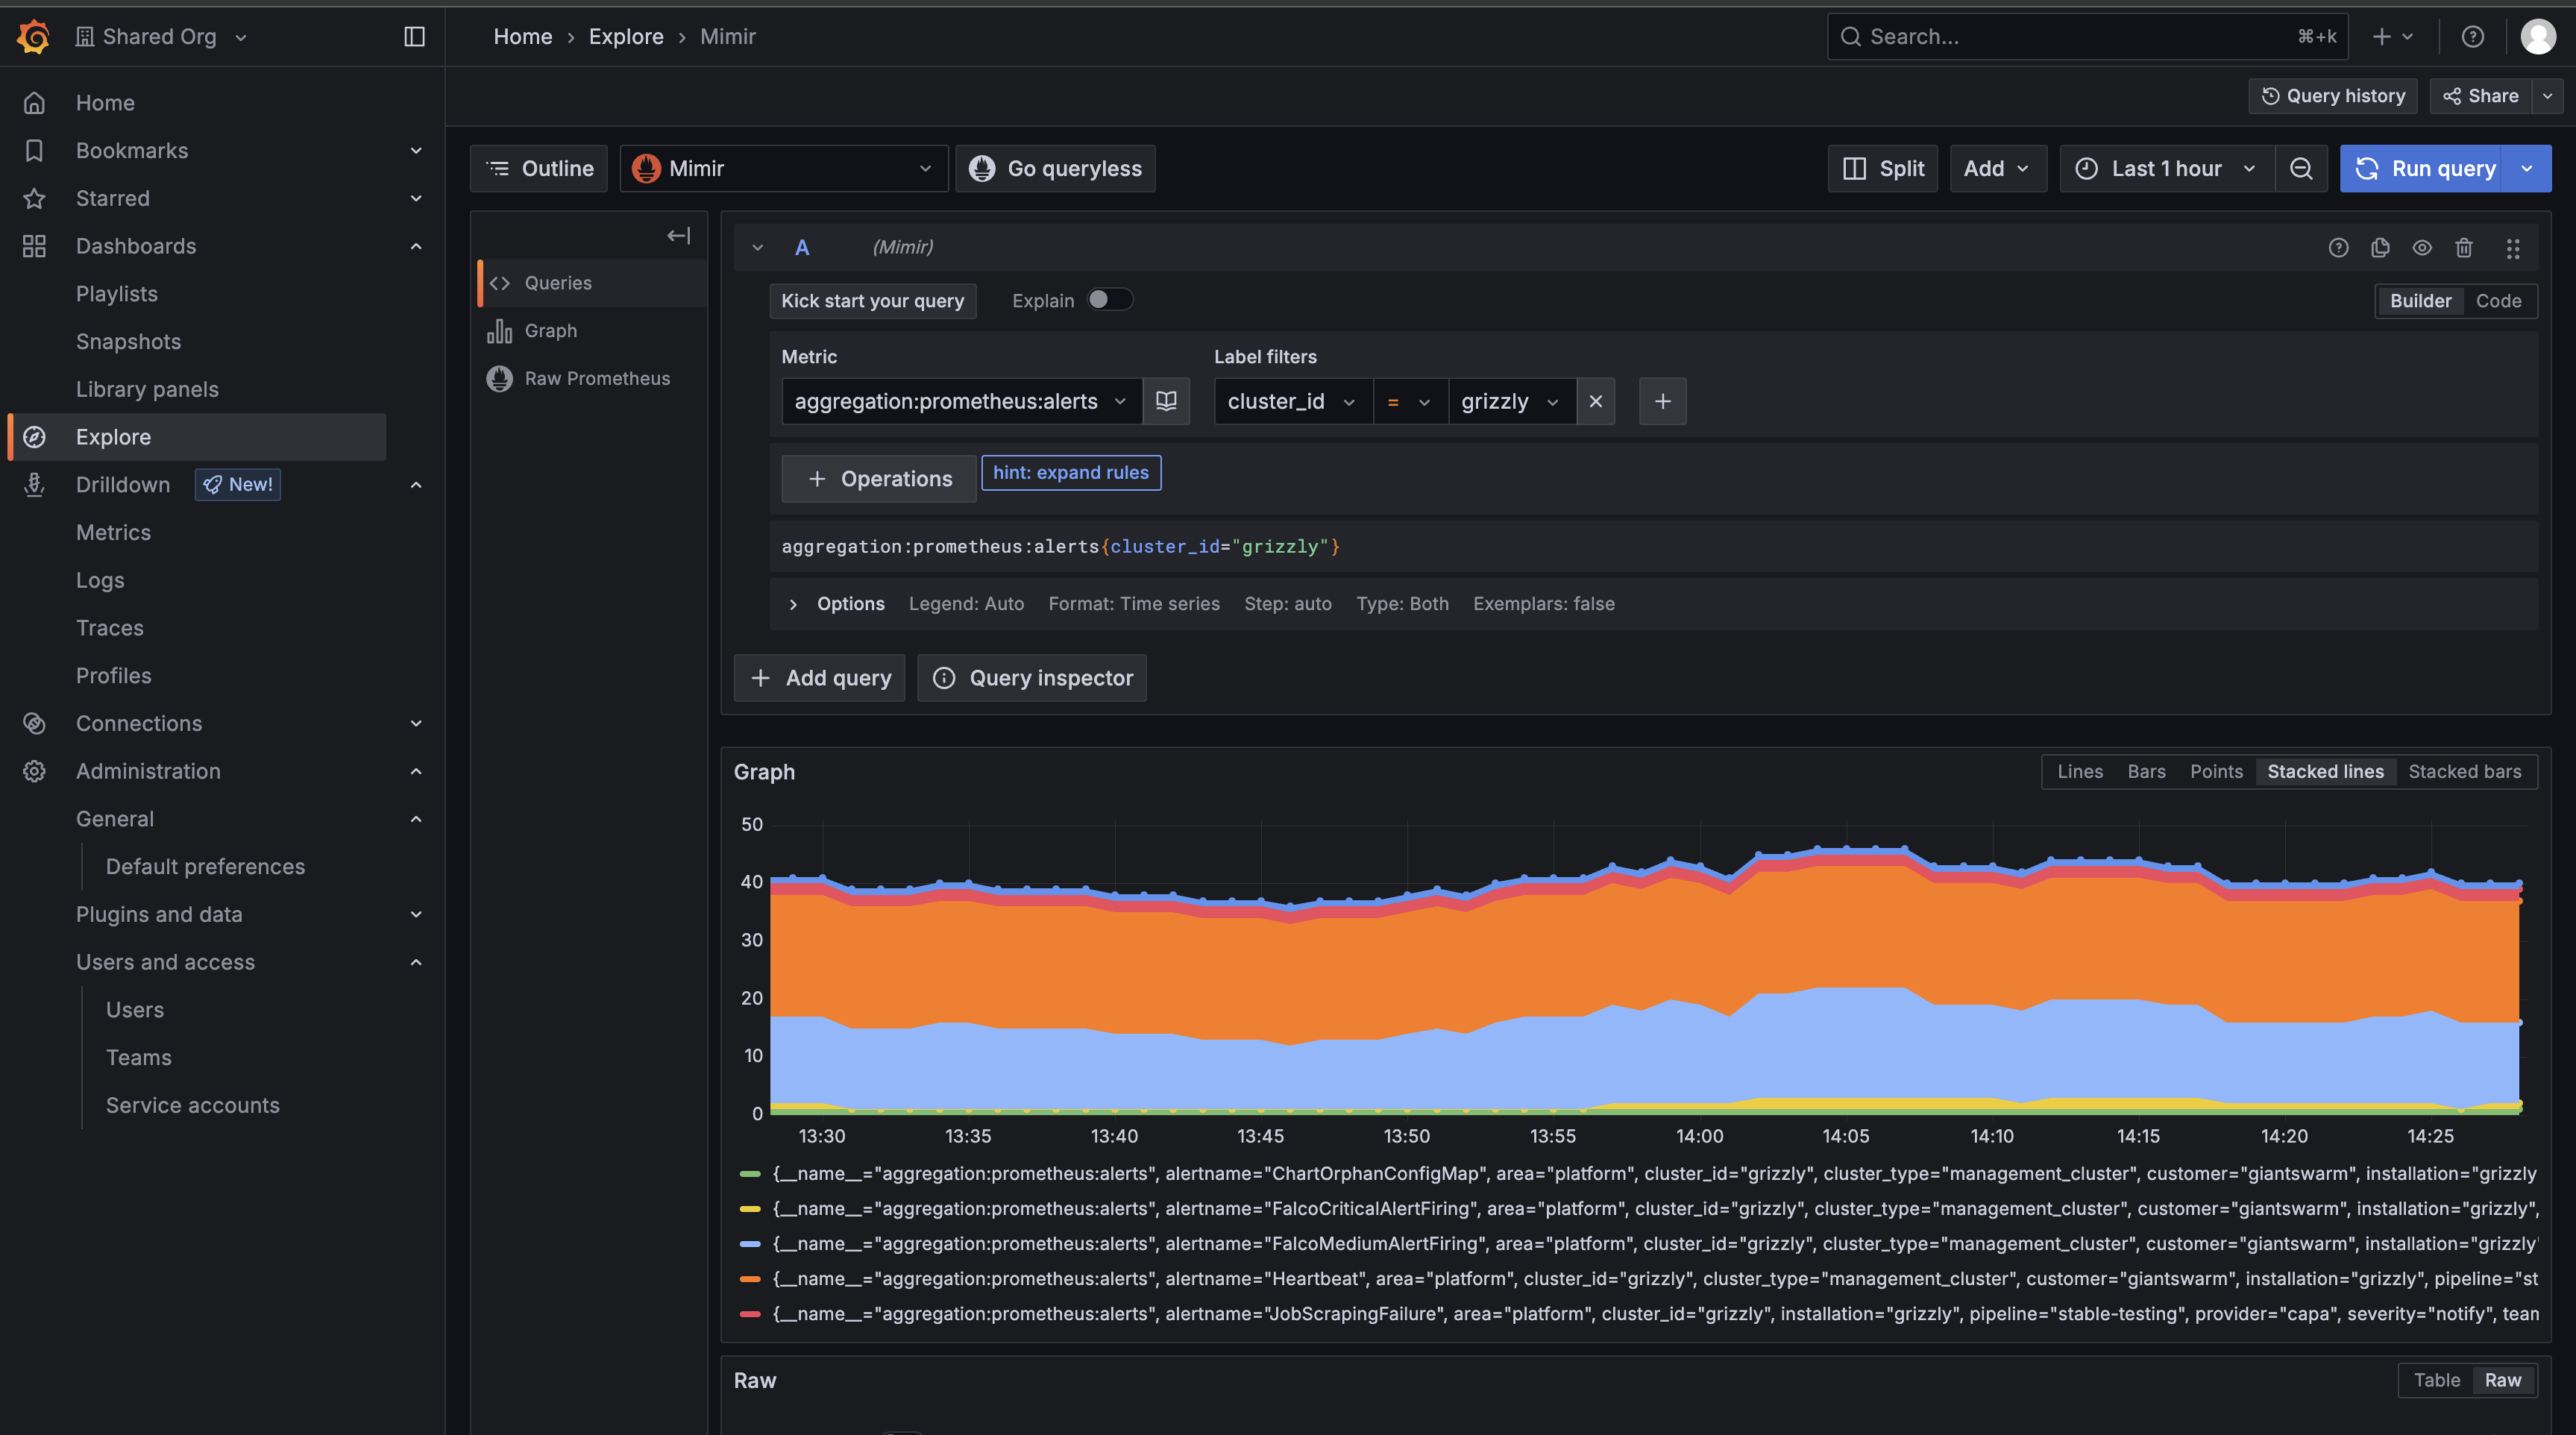 Shared Org
Home › Explore › Mimir
Search...
⌘+k
Home
Bookmarks
Starred
Dashboards
Playlists
Snapshots
Library panels
Explore
Drilldown
New!
Metrics
Logs
Traces
Profiles
Connections
Administration
General
Default preferences
Plugins and data
Users and access
Users
Teams
Service accounts
Query history
Share
Outline
Mimir
Go queryless
Split
Add
Last 1 hour
Run query
Queries
Graph
Raw Prometheus
A
(Mimir)
Kick start your query
Explain
Builder
Code
Metric
Label filters
aggregation:prometheus:alerts
cluster_id
=
grizzly
+ Operations
hint: expand rules
aggregation:prometheus:alerts{cluster_id="grizzly"}
Options Legend: Auto Format: Time series Step: auto Type: Both Exemplars: false
+ Add query
Query inspector
Graph
Lines Bars Points Stacked lines Stacked bars
50
40
30
20
10
0
13:30 13:35 13:40 13:45 13:50 13:55 14:00 14:05 14:10 14:15 14:20 14:25
{__name__="aggregation:prometheus:alerts", alertname="ChartOrphanConfigMap", area="platform", cluster_id="grizzly", cluster_type="management_cluster", customer="giantswarm", installation="grizzly
{__name__="aggregation:prometheus:alerts", alertname="FalcoCriticalAlertFiring", area="platform", cluster_id="grizzly", cluster_type="management_cluster", customer="giantswarm", installation="grizzly",
{__name__="aggregation:prometheus:alerts", alertname="FalcoMediumAlertFiring", area="platform", cluster_id="grizzly", cluster_type="management_cluster", customer="giantswarm", installation="grizzly"
{__name__="aggregation:prometheus:alerts", alertname="Heartbeat", area="platform", cluster_id="grizzly", cluster_type="management_cluster", customer="giantswarm", installation="grizzly", pipeline="st
{__name__="aggregation:prometheus:alerts", alertname="JobScrapingFailure", area="platform", cluster_id="grizzly", installation="grizzly", pipeline="stable-testing", provider="capa", severity="notify", team
Raw
Table Raw